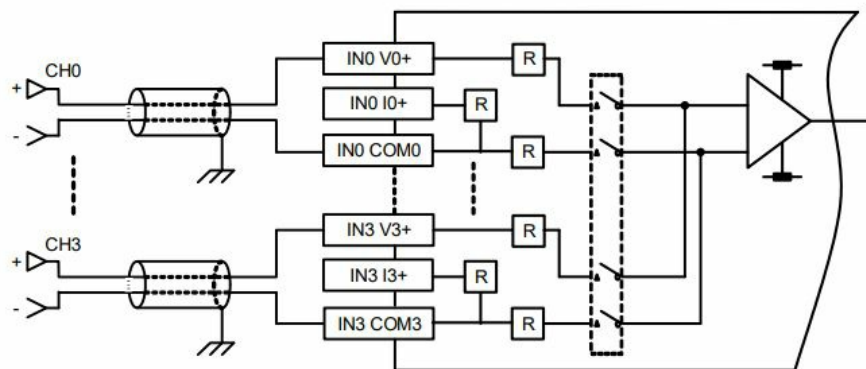 IN0 V0+
R
+ CH0
IN0 I0+
R
-
IN0 COM0
R
IN3 V3+
R
+ CH3
IN3 I3+
R
-
IN3 COM3
R